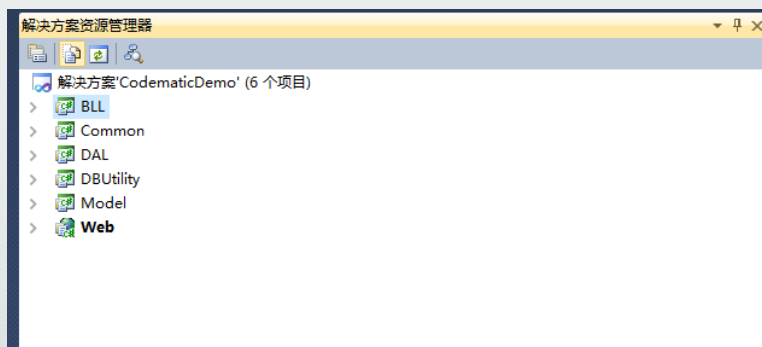 解决方案资源管理器
解决方案'CodematicDemo' (6 个项目)
BLL
Common
DAL
DBUtility
Model
Web